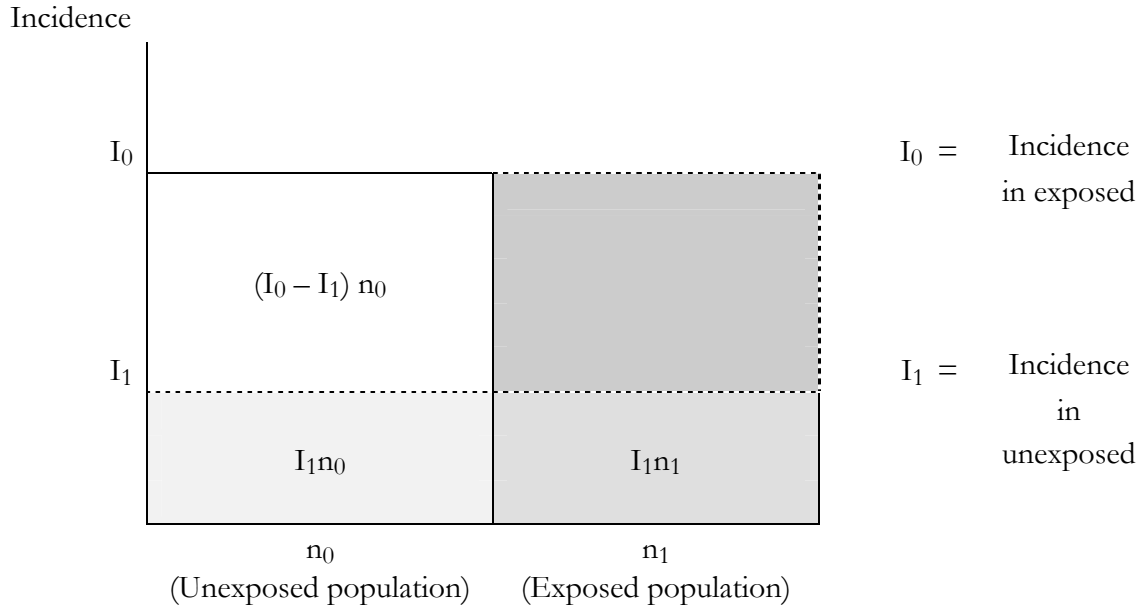 Incidence
I₀
I₀ = Incidence
in exposed
(I₀ – I₁) n₀
I₁
I₁ = Incidence
in
unexposed
I₁n₀
I₁n₁
n₀
(Unexposed population)
n₁
(Exposed population)